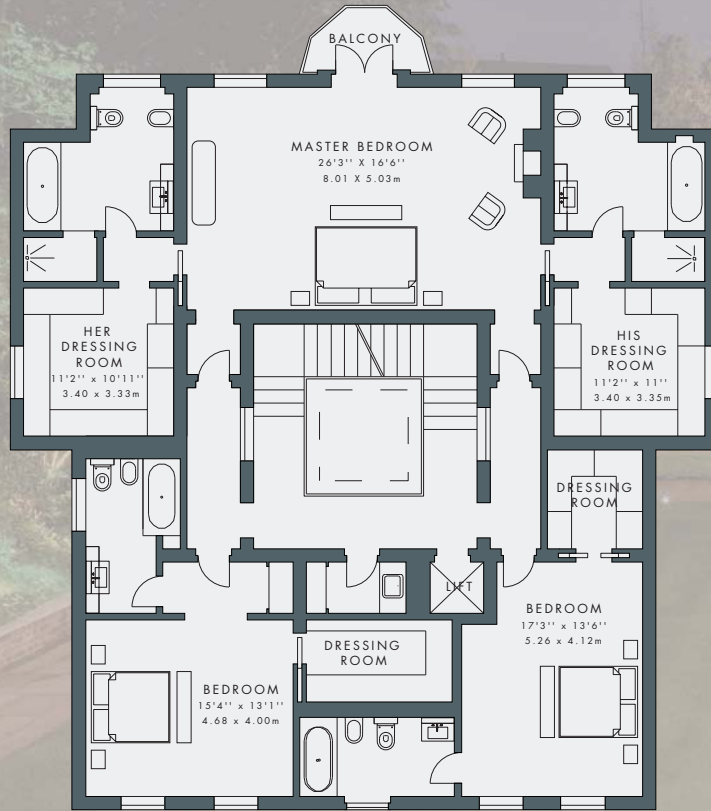 BALCONY
MASTER BEDROOM
26'3'' X 16'6''
8.01 X 5.03m
HER
DRESSING
ROOM
11'2'' x 10'11''
3.40 x 3.33m
HIS
DRESSING
ROOM
11'2'' x 11''
3.40 x 3.35m
DRESSING
ROOM
LIFT
BEDROOM
17'3'' x 13'6''
5.26 x 4.12m
DRESSING
ROOM
BEDROOM
15'4'' x 13'1''
4.68 x 4.00m